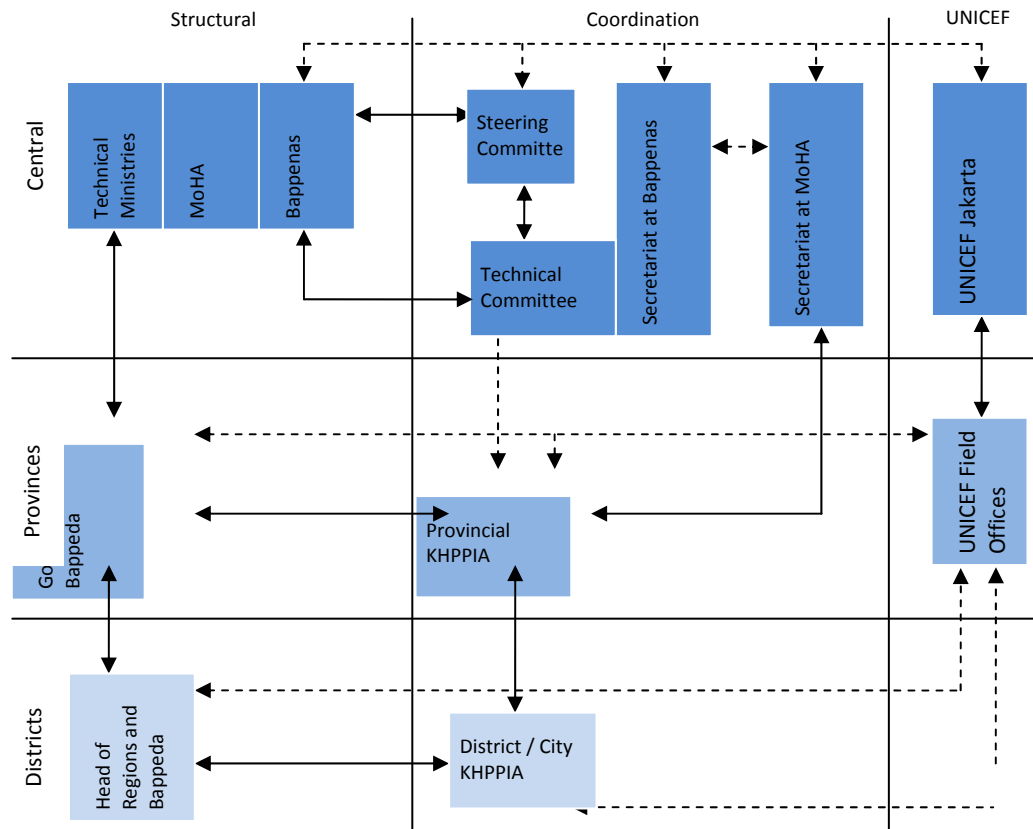 Structural
Coordination
UNICEF
Central
Technical
Ministries
MoHA
Bappenas
Steering
Committe
Technical
Committee
Secretariat at Bappenas
Secretariat at MoHA
UNICEF Jakarta
Provinces
Go
Bappeda
Provincial
KHPPIA
UNICEF Field
Offices
Districts
Head of
Regions and
Bappeda
District / City
KHPPIA